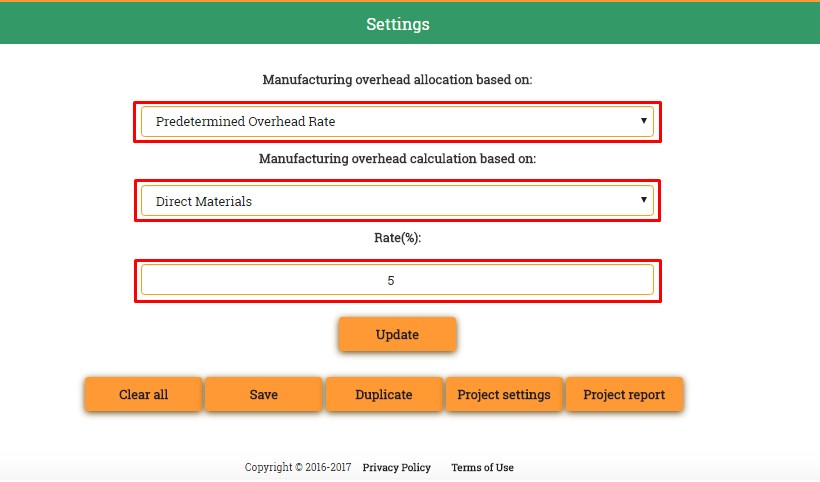 Settings
Manufacturing overhead allocation based on:
Predetermined Overhead Rate
Manufacturing overhead calculation based on:
Direct Materials
Rate(%):
5
Update
Clear all Save Duplicate Project settings Project report
Copyright © 2016-2017 Privacy Policy Terms of Use